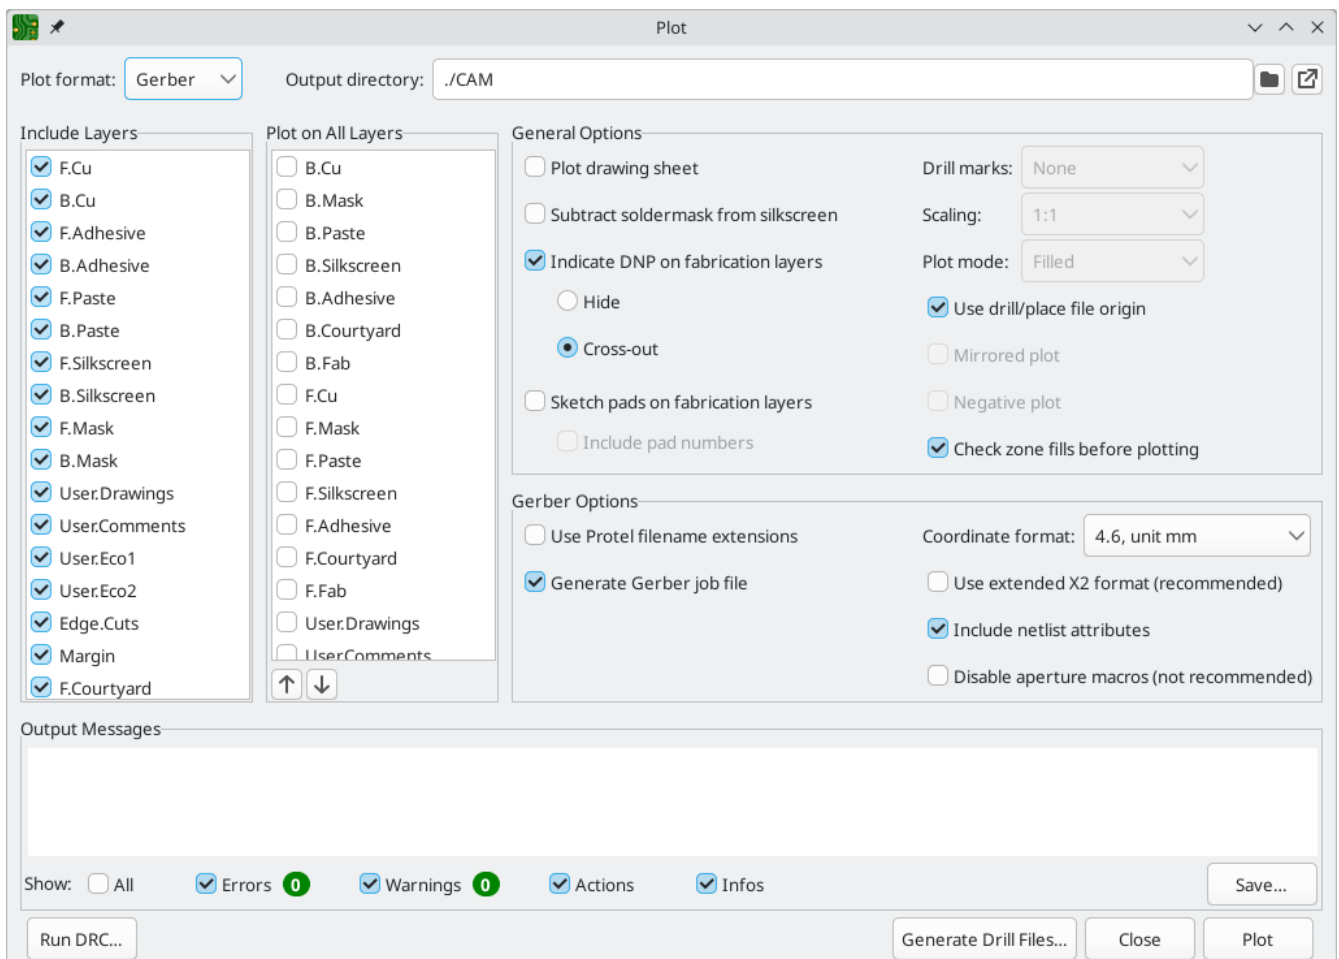 Plot
Plot format: Gerber Output directory: ./CAM
Include Layers
F.Cu
B.Cu
F.Adhesive
B.Adhesive
F.Paste
B.Paste
F.Silkscreen
B.Silkscreen
F.Mask
B.Mask
User.Drawings
User.Comments
User.Eco1
User.Eco2
Edge.Cuts
Margin
F.Courtyard
Plot on All Layers
B.Cu
B.Mask
B.Paste
B.Silkscreen
B.Adhesive
B.Courtyard
B.Fab
F.Cu
F.Mask
F.Paste
F.Silkscreen
F.Adhesive
F.Courtyard
F.Fab
User.Drawings
User.Comments
General Options
Plot drawing sheet
Subtract soldermask from silkscreen
Indicate DNP on fabrication layers
Hide
Cross-out
Sketch pads on fabrication layers
Include pad numbers
Drill marks: None
Scaling: 1:1
Plot mode: Filled
Use drill/place file origin
Mirrored plot
Negative plot
Check zone fills before plotting
Gerber Options
Use Protel filename extensions
Generate Gerber job file
Coordinate format: 4.6, unit mm
Use extended X2 format (recommended)
Include netlist attributes
Disable aperture macros (not recommended)
Output Messages
Show: All Errors 0 Warnings 0 Actions Infos Save...
Run DRC... Generate Drill Files... Close Plot